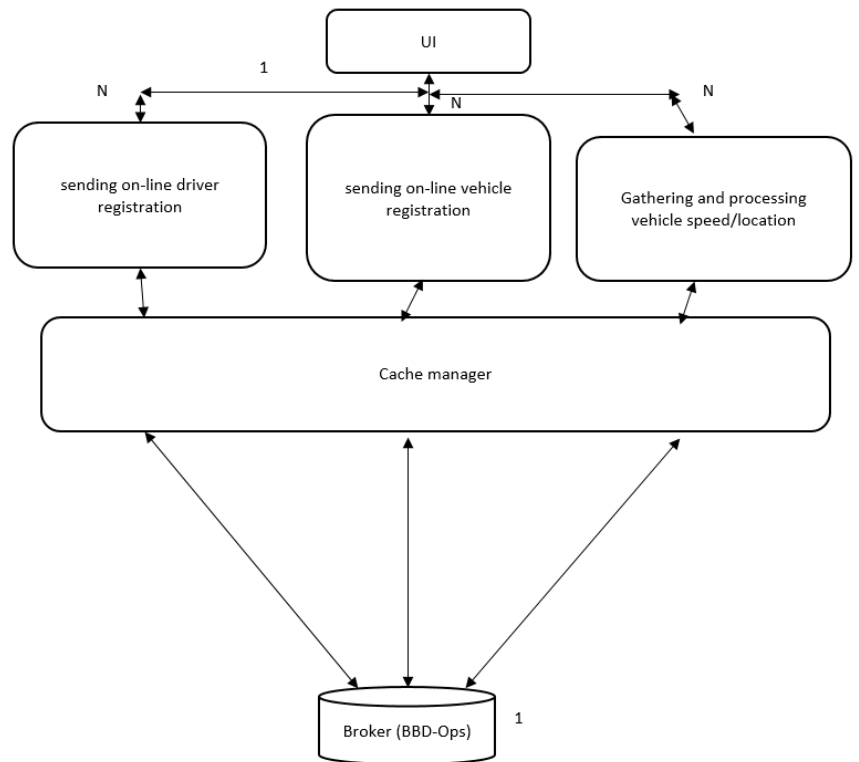 UI
1
N
N
N
sending on-line driver
registration
sending on-line vehicle
registration
Gathering and processing
vehicle speed/location
Cache manager
Broker (BBD-Ops)
1